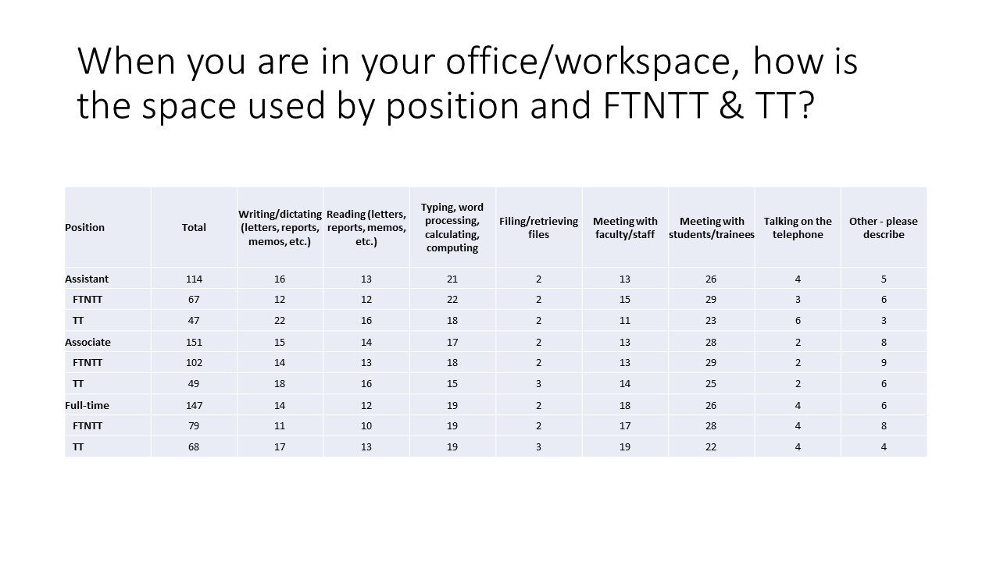 When you are in your office/workspace, how is
the space used by position and FTNTT & TT?
Position Total Writing/dictating (letters, reports, memos, etc.) Reading (letters, reports, memos, etc.) Typing, word processing, calculating, computing Filing/retrieving files Meeting with faculty/staff Meeting with students/trainees Talking on the telephone Other - please describe
Assistant 114 16 13 21 2 13 26 4 5
FTNTT 67 12 12 22 2 15 29 3 6
TT 47 22 16 18 2 11 23 6 3
Associate 151 15 14 17 2 13 28 2 8
FTNTT 102 14 13 18 2 13 29 2 9
TT 49 18 16 15 3 14 25 2 6
Full-time 147 14 12 19 2 18 26 4 6
FTNTT 79 11 10 19 2 17 28 4 8
TT 68 17 13 19 3 19 22 4 4